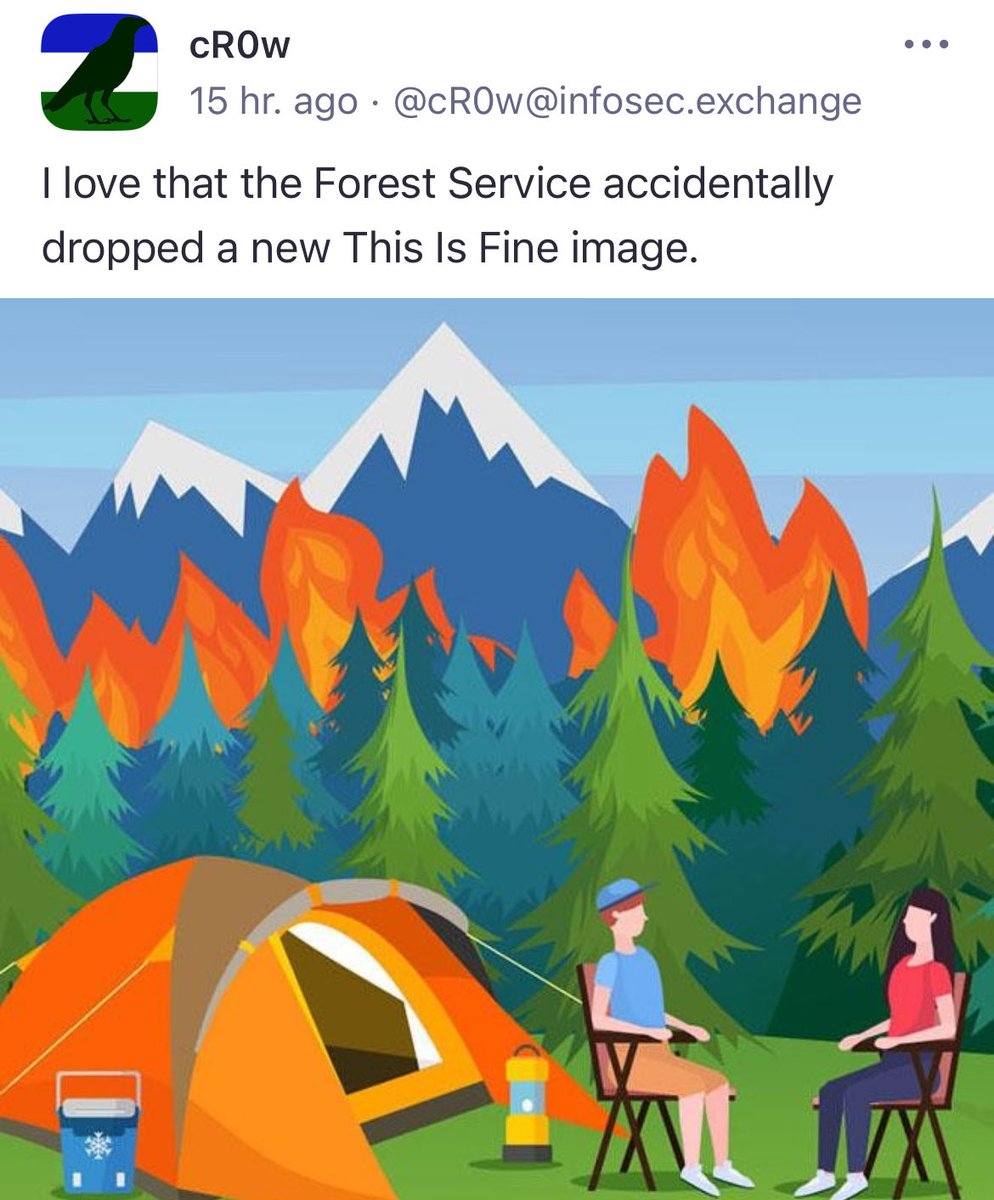 cR0w
15 hr. ago · @cR0w@infosec.exchange
I love that the Forest Service accidentally
dropped a new This Is Fine image.